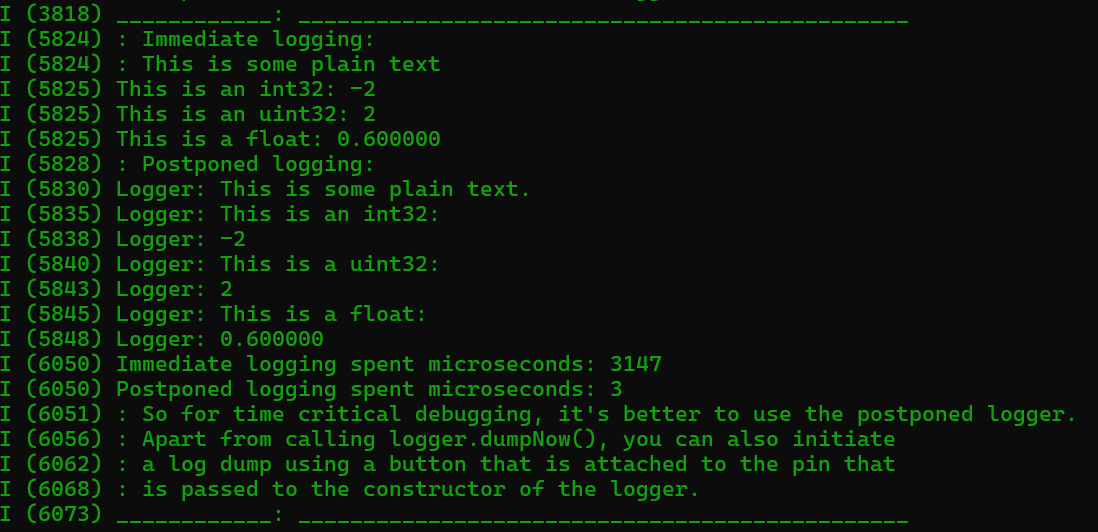 I (3818) ____________: _______________________________________________
I (5824) : Immediate logging:
I (5824) : This is some plain text
I (5825) This is an int32: -2
I (5825) This is an uint32: 2
I (5825) This is a float: 0.600000
I (5828) : Postponed logging:
I (5830) Logger: This is some plain text.
I (5835) Logger: This is an int32:
I (5838) Logger: -2
I (5840) Logger: This is a uint32:
I (5843) Logger: 2
I (5845) Logger: This is a float:
I (5848) Logger: 0.600000
I (6050) Immediate logging spent microseconds: 3147
I (6050) Postponed logging spent microseconds: 3
I (6051) : So for time critical debugging, it's better to use the postponed logger.
I (6056) : Apart from calling logger.dumpNow(), you can also initiate
I (6062) : a log dump using a button that is attached to the pin that
I (6068) : is passed to the constructor of the logger.
I (6073) ____________: _______________________________________________